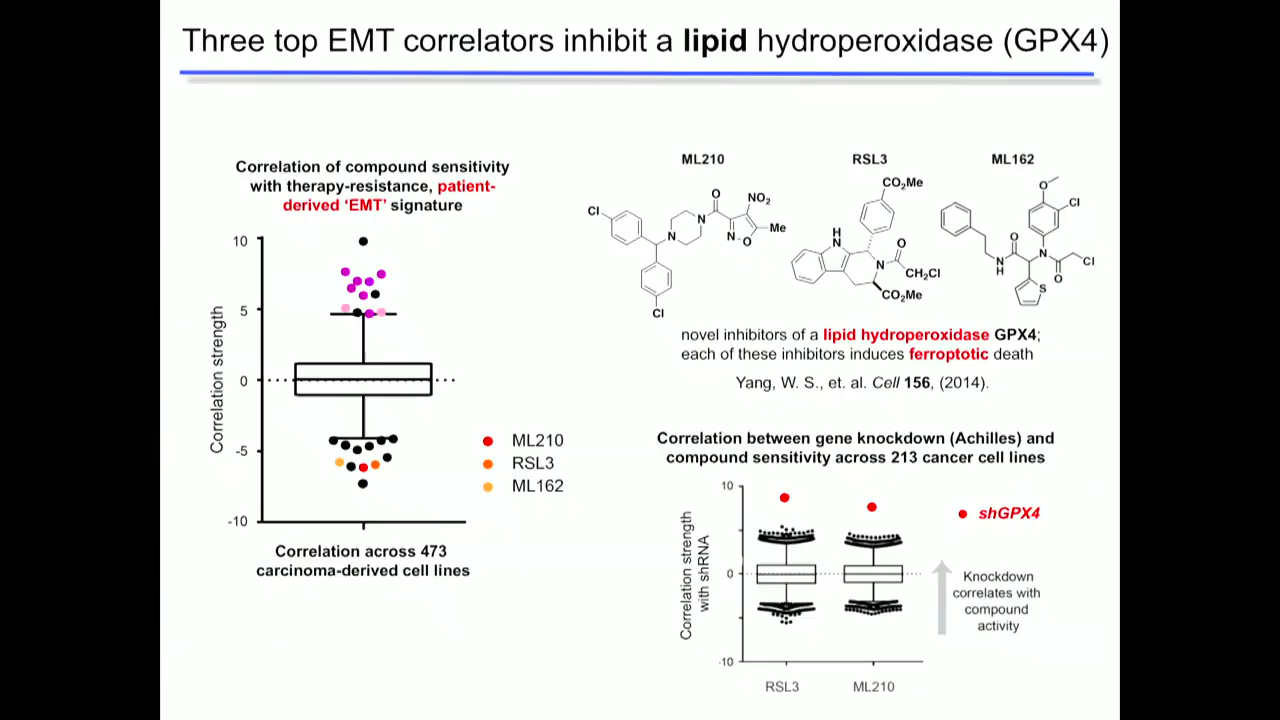 Three top EMT correlators inhibit a lipid hydroperoxidase (GPX4)
Correlation of compound sensitivity
with therapy-resistance, patient-
derived ‘EMT’ signature
Correlation strength
10
5
0
-5
-10
ML210
RSL3
ML162
Correlation across 473
carcinoma-derived cell lines
ML210
RSL3
ML162
Cl
Cl
N
N
O
NO2
N
O
Me
CO2Me
H
N
N
O
CH2Cl
CO2Me
O
Cl
O
N
H
N
O
Cl
S
novel inhibitors of a lipid hydroperoxidase GPX4;
each of these inhibitors induces ferroptotic death
Yang, W. S., et. al. Cell 156, (2014).
Correlation between gene knockdown (Achilles) and
compound sensitivity across 213 cancer cell lines
Correlation strength
with shRNA
10
0
-10
RSL3
ML210
shGPX4
Knockdown
correlates with
compound
activity